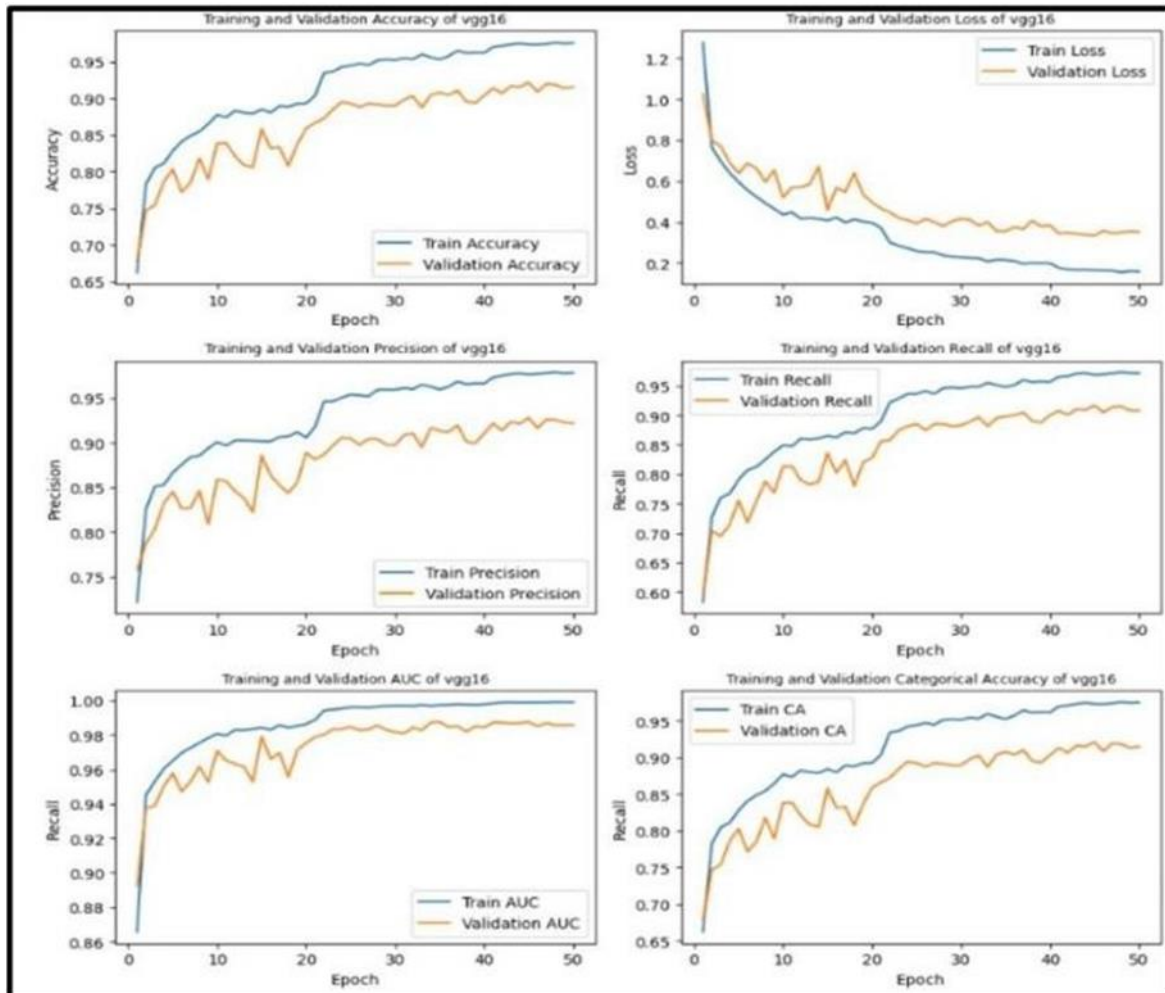 Training and Validation Accuracy of vgg16
0.95
0.90
0.85
0.80
0.75
0.70
0.65
Accuracy
Train Accuracy
Validation Accuracy
0 10 20 30 40 50
Epoch
Training and Validation Loss of vgg16
1.2
1.0
0.8
0.6
0.4
0.2
Loss
Train Loss
Validation Loss
0 10 20 30 40 50
Epoch
Training and Validation Precision of vgg16
0.95
0.90
0.85
0.80
0.75
Precision
Train Precision
Validation Precision
0 10 20 30 40 50
Epoch
Training and Validation Recall of vgg16
0.95
0.90
0.85
0.80
0.75
0.70
0.65
0.60
Recall
Train Recall
Validation Recall
0 10 20 30 40 50
Epoch
Training and Validation AUC of vgg16
1.00
0.98
0.96
0.94
0.92
0.90
0.88
0.86
Recall
Train AUC
Validation AUC
0 10 20 30 40 50
Epoch
Training and Validation Categorical Accuracy of vgg16
0.95
0.90
0.85
0.80
0.75
0.70
0.65
Recall
Train CA
Validation CA
0 10 20 30 40 50
Epoch